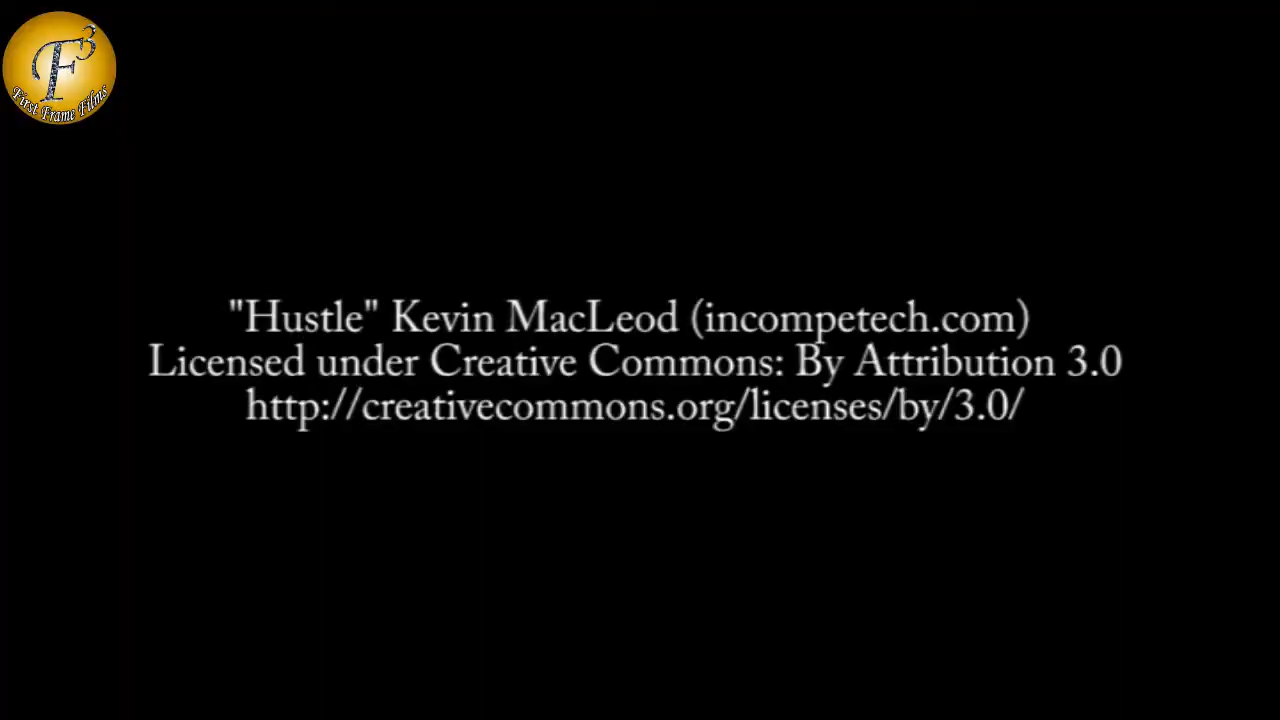 F3
First Frame Films
"Hustle" Kevin MacLeod (incompetech.com)
Licensed under Creative Commons: By Attribution 3.0
http://creativecommons.org/licenses/by/3.0/